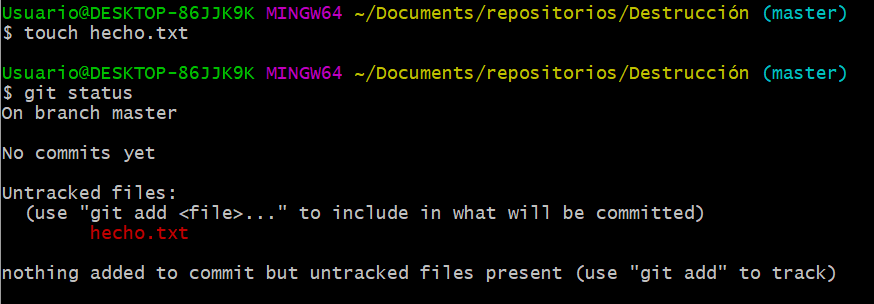 Usuario@DESKTOP-86JJK9K MINGW64 ~/Documents/repositorios/Destrucción (master)
$ touch hecho.txt
Usuario@DESKTOP-86JJK9K MINGW64 ~/Documents/repositorios/Destrucción (master)
$ git status
On branch master
No commits yet
Untracked files:
(use "git add <file>..." to include in what will be committed)
hecho.txt
nothing added to commit but untracked files present (use "git add" to track)